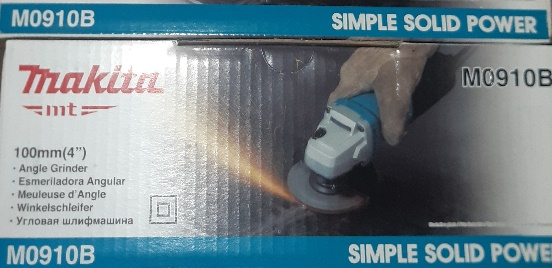 M0910B SIMPLE SOLID POWER
makita M0910B
mt
100mm(4")
· Angle Grinder
· Esmeriladora Angular
· Meuleuse d'Angle
· Winkelschleifer
· Угловая шлифмашина
M0910B SIMPLE SOLID POWE